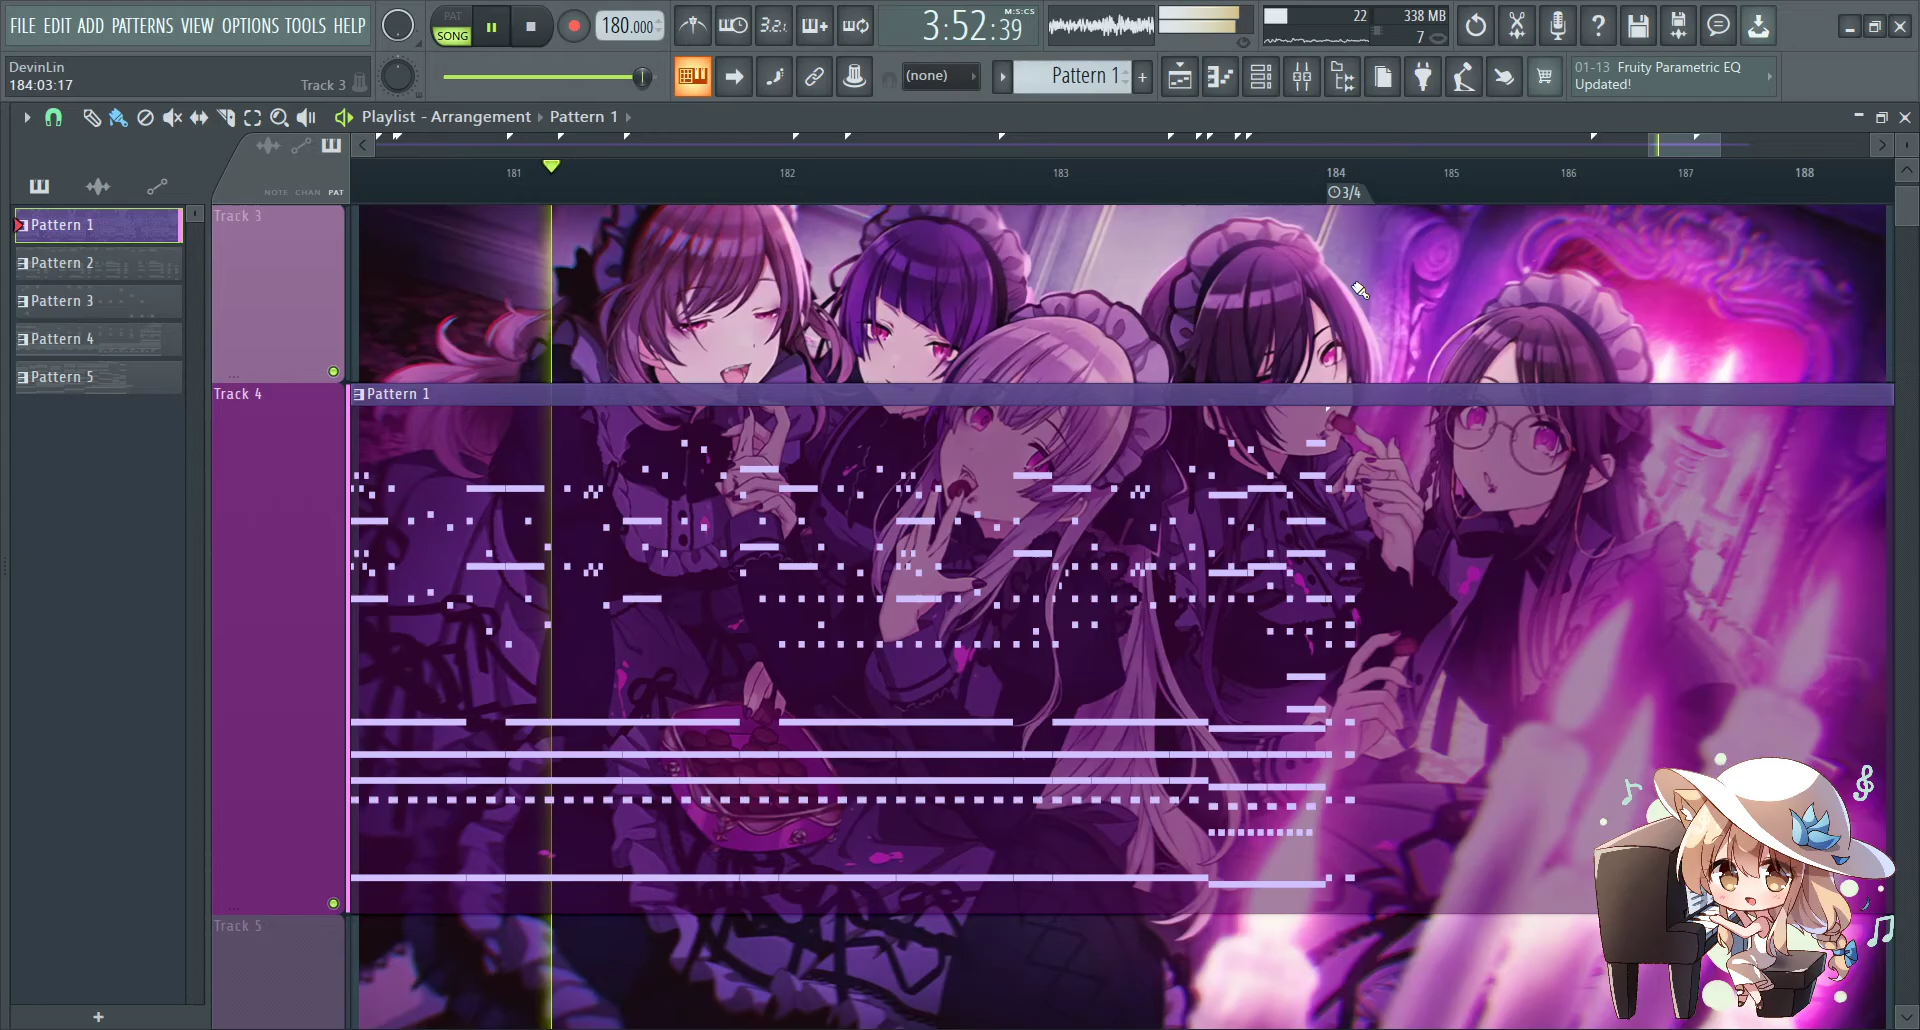 FILE EDIT ADD PATTERNS VIEW OPTIONS TOOLS HELP
PAT
SONG
180.000
3.2.1
M:S:CS
3:52:39
22
338 MB
7
DevinLin
184:03:17
Track 3
(none)
Pattern 1
01-13 Fruity Parametric EQ
Updated!
Playlist - Arrangement Pattern 1
NOTE CHAN PAT
181
182
183
184
185
186
187
188
3/4
Pattern 1
Pattern 2
Pattern 3
Pattern 4
Pattern 5
Track 3
Track 4
Pattern 1
Track 5